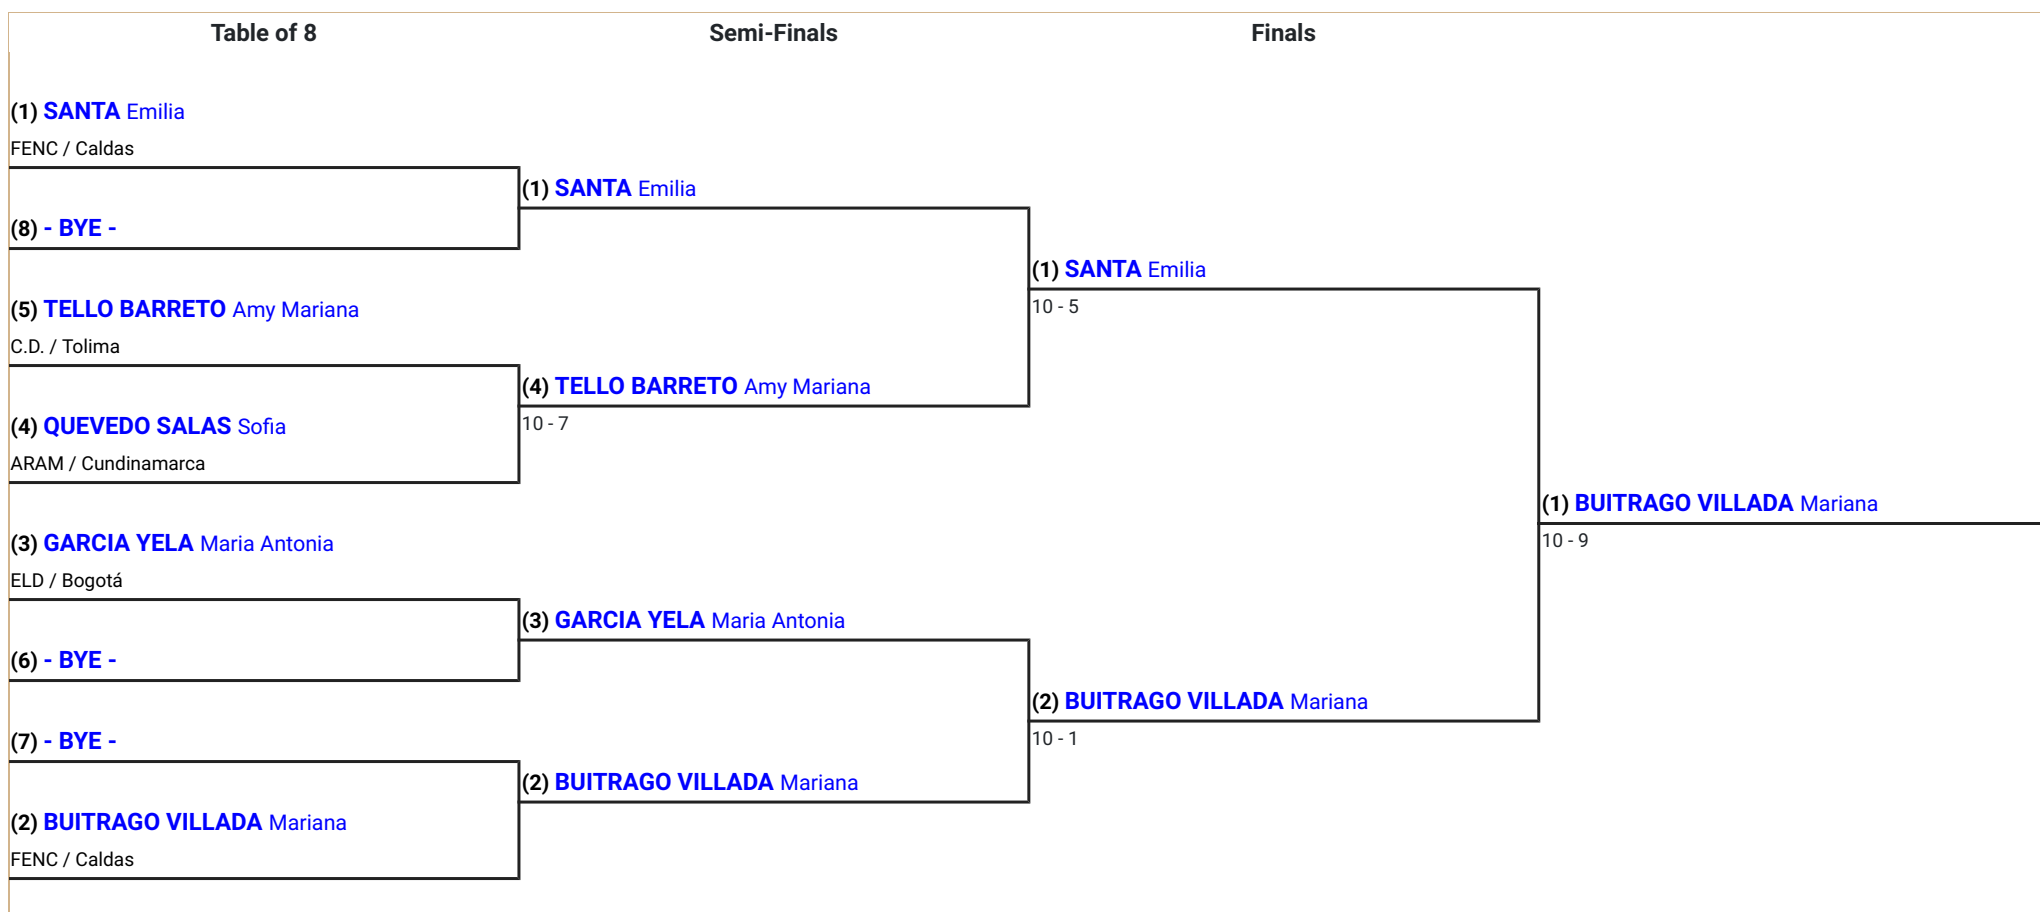 Table of 8
Semi-Finals
Finals
(1) SANTA Emilia
FENC / Caldas
(8) - BYE -
(5) TELLO BARRETO Amy Mariana
C.D. / Tolima
(4) QUEVEDO SALAS Sofia
ARAM / Cundinamarca
(3) GARCIA YELA Maria Antonia
ELD / Bogotá
(6) - BYE -
(7) - BYE -
(2) BUITRAGO VILLADA Mariana
FENC / Caldas
(1) SANTA Emilia
(4) TELLO BARRETO Amy Mariana
10 - 7
(3) GARCIA YELA Maria Antonia
(2) BUITRAGO VILLADA Mariana
(1) SANTA Emilia
10 - 5
(2) BUITRAGO VILLADA Mariana
10 - 1
(1) BUITRAGO VILLADA Mariana
10 - 9